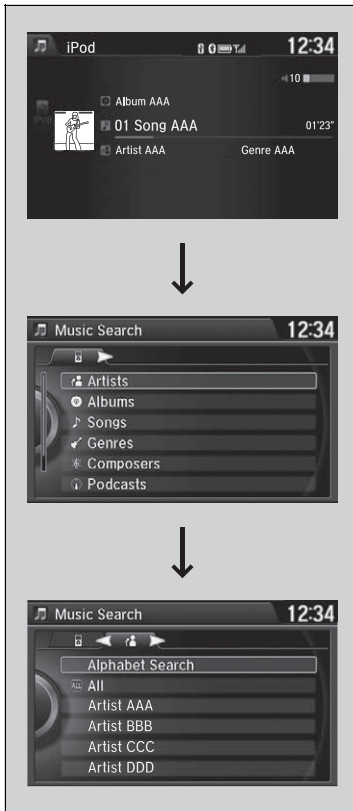 iPod 12:34
10
Album AAA
01 Song AAA 01'23"
Artist AAA Genre AAA
Music Search 12:34
Artists
Albums
Songs
Genres
Composers
Podcasts
Music Search 12:34
Alphabet Search
ALL All
Artist AAA
Artist BBB
Artist CCC
Artist DDD